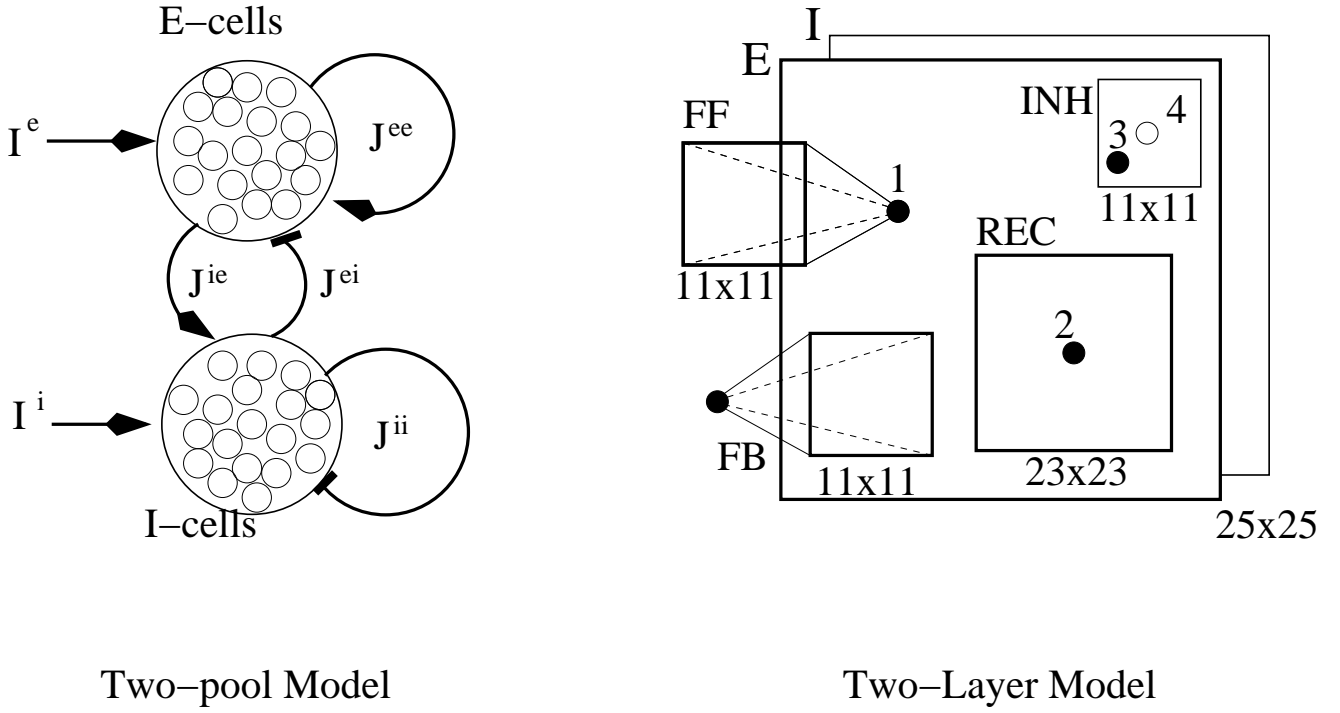 E−cells
I^e
J^ee
J^ie
J^ei
I^i
J^ii
I−cells
Two−pool Model
I
E
FF
INH
4
3
1
11x11
11x11
REC
2
FB
11x11
23x23
25x25
Two−Layer Model